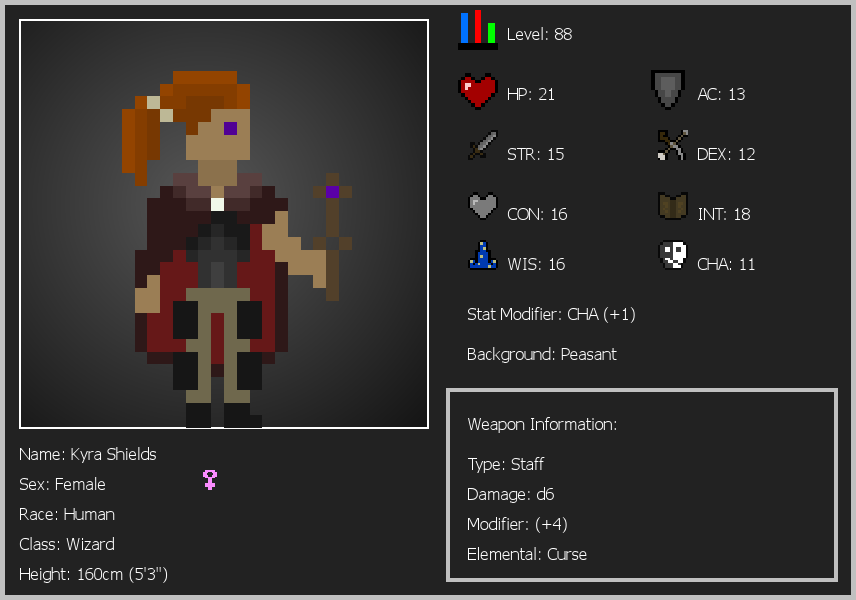 Level: 88
HP: 21
AC: 13
STR: 15
DEX: 12
CON: 16
INT: 18
WIS: 16
CHA: 11
Stat Modifier: CHA (+1)
Background: Peasant
Weapon Information:
Type: Staff
Damage: d6
Modifier: (+4)
Elemental: Curse
Name: Kyra Shields
Sex: Female
Race: Human
Class: Wizard
Height: 160cm (5'3")